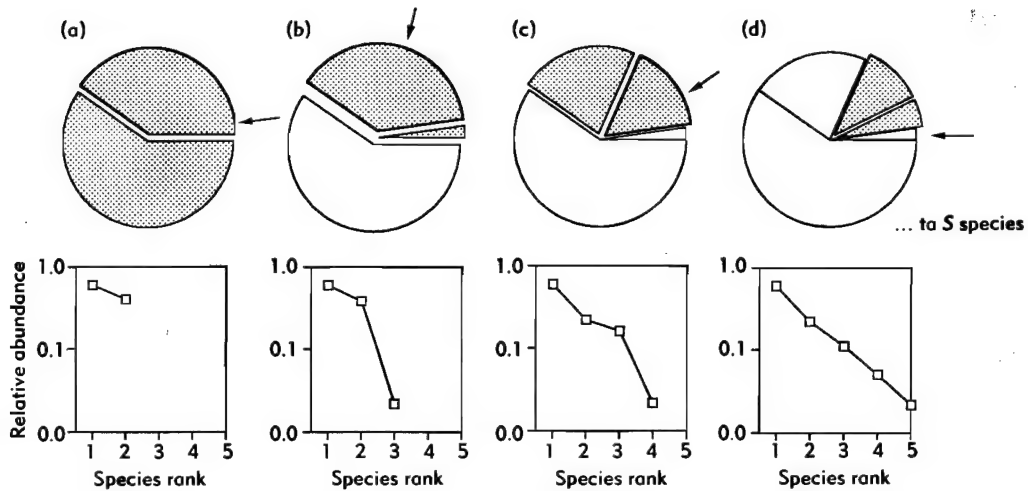 (a) (b) (c) (d)
... ta S species
Relative abundance
1.0 1.0 1.0 1.0
0.1 0.1 0.1 0.1
0.0 0.0 0.0 0.0
1 2 3 4 5 1 2 3 4 5 1 2 3 4 5 1 2 3 4 5
Species rank Species rank Species rank Species rank